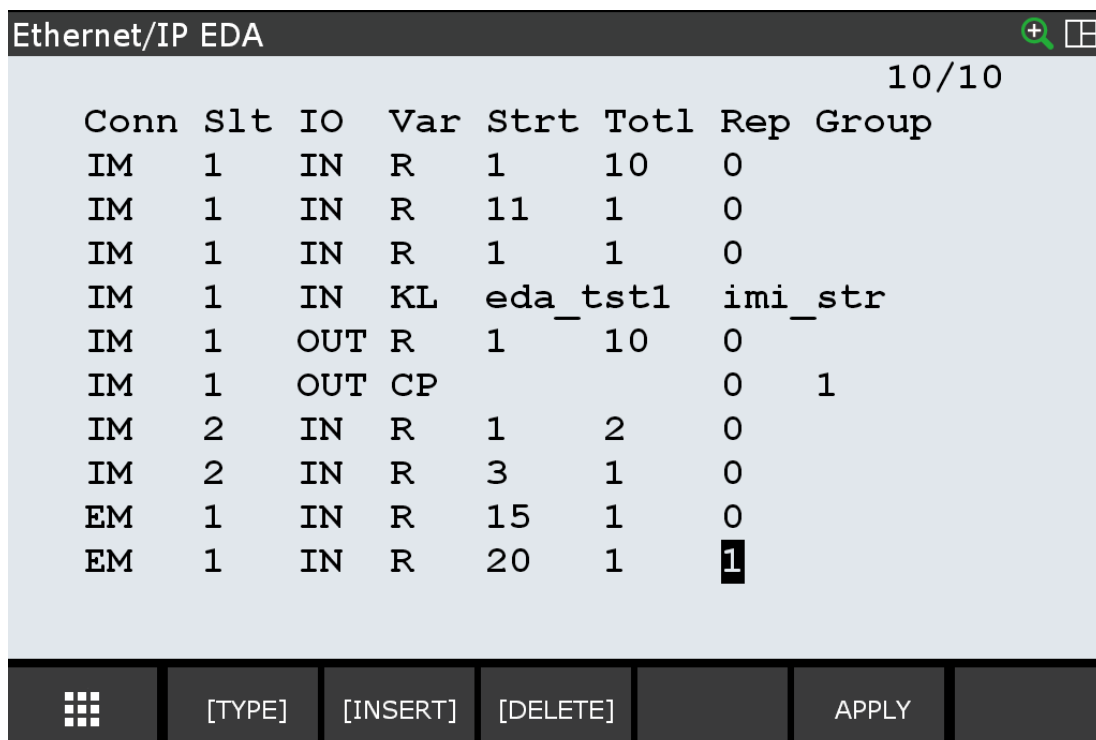 Ethernet/IP EDA
10/10
Conn Slt IO Var Strt Totl Rep Group
IM 1 IN R 1 10 0
IM 1 IN R 11 1 0
IM 1 IN R 1 1 0
IM 1 IN KL eda_tst1 imi_str
IM 1 OUT R 1 10 0
IM 1 OUT CP 0 1
IM 2 IN R 1 2 0
IM 2 IN R 3 1 0
EM 1 IN R 15 1 0
EM 1 IN R 20 1 1
[TYPE] [INSERT] [DELETE] APPLY